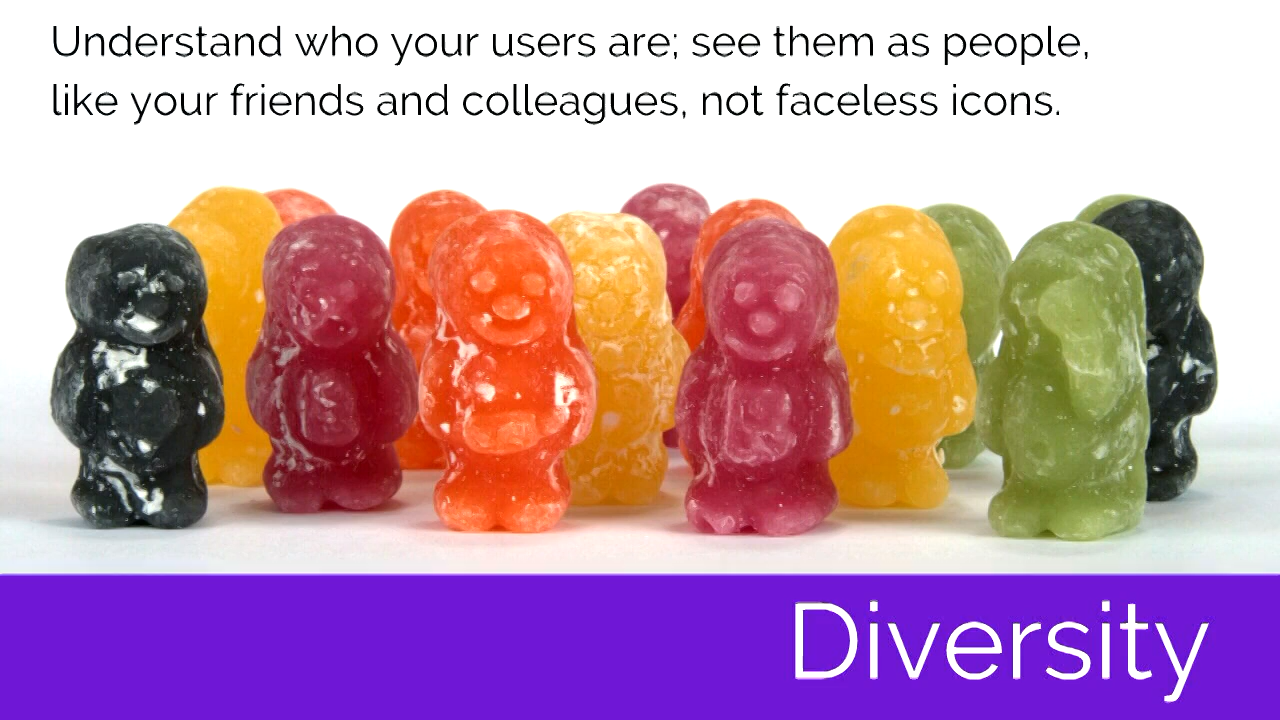 Understand who your users are; see them as people,
like your friends and colleagues, not faceless icons.
Diversity